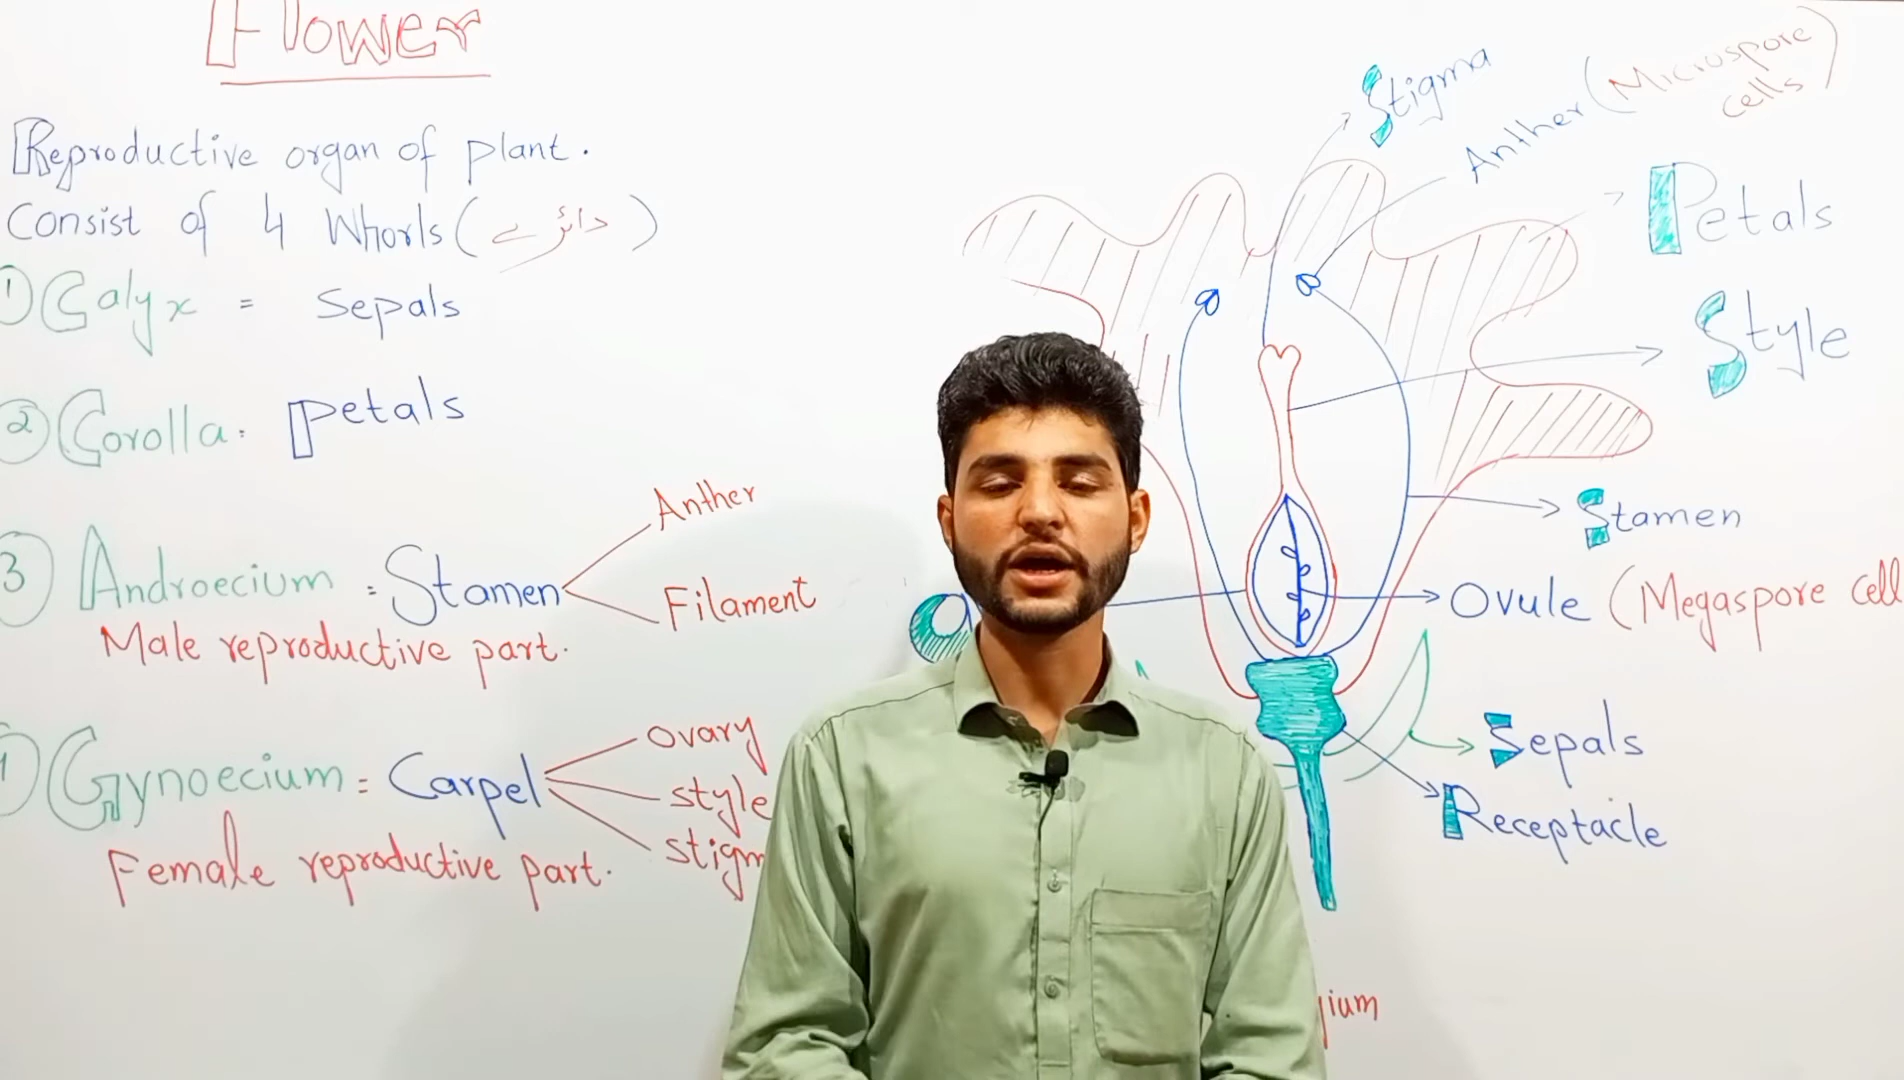 Flower
Reproductive organ of plant.
Consist of 4 Whorls (دائرے)
① Calyx = Sepals
② Corolla = Petals
③ Androecium = Stamen
Anther
Filament
Male reproductive part.
Gynoecium = Carpel
ovary
style
stigm
Female reproductive part.
Stigma
Anther (Microspore
cells)
Petals
Style
Stamen
Ovule (Megaspore cell
Sepals
Receptacle